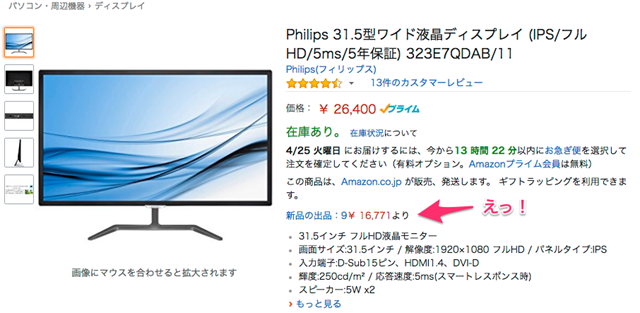 パソコン・周辺機器 › ディスプレイ
Philips 31.5型ワイド液晶ディスプレイ (IPS/フル
HD/5ms/5年保証) 323E7QDAB/11
Philips(フィリップス)
13件のカスタマーレビュー
価格： ￥ 26,400 プライム
在庫あり。 在庫状況について
4/25 火曜日 にお届けするには、今から13 時間 22 分以内にお急ぎ便を選択して
注文を確定してください（有料オプション。Amazonプライム会員は無料）
この商品は、Amazon.co.jp が販売、発送します。 ギフトラッピングを利用できま
す。
新品の出品：9￥ 16,771より
えっ！
• 31.5インチ フルHD液晶モニター
• 画面サイズ:31.5インチ / 解像度:1920×1080 フルHD / パネルタイプ:IPS
• 入力端子:D-Sub15ピン、HDMI1.4、DVI-D
• 輝度:250cd/m² / 応答速度:5ms(スマートレスポンス時)
• スピーカー:5W x2
› もっと見る
画像にマウスを合わせると拡大されます